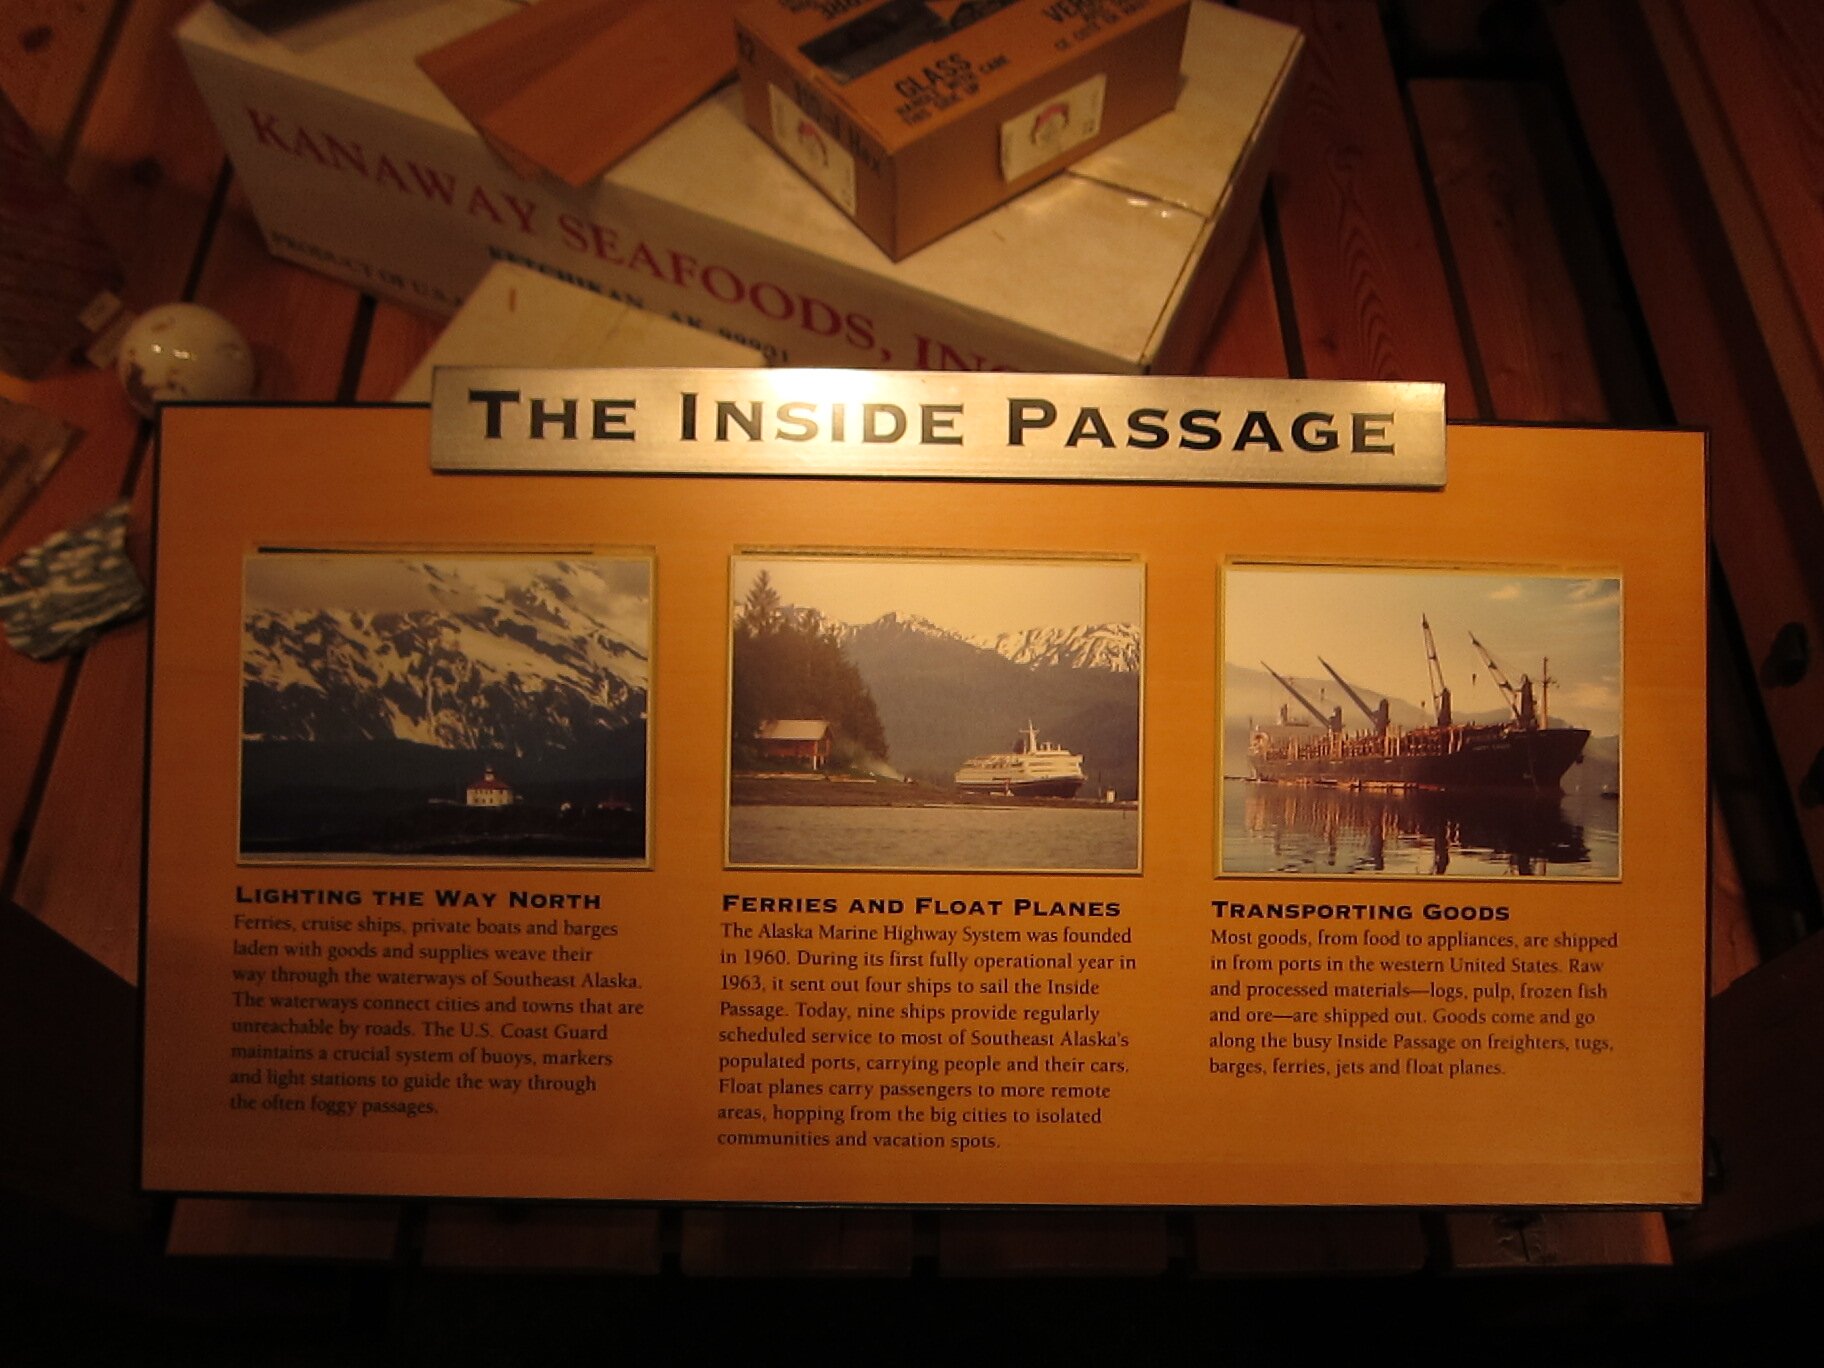 GLASS
HANDLE WITH CARE
THIS SIDE UP
KANAWAY SEAFOODS, INC
PRODUCT OF U.S.
KETCHIKAN, AK 99901
THE INSIDE PASSAGE
LIGHTING THE WAY NORTH
Ferries, cruise ships, private boats and barges
laden with goods and supplies weave their
way through the waterways of Southeast Alaska.
The waterways connect cities and towns that are
unreachable by roads. The U.S. Coast Guard
maintains a crucial system of buoys, markers
and light stations to guide the way through
the often foggy passages.
FERRIES AND FLOAT PLANES
The Alaska Marine Highway System was founded
in 1960. During its first fully operational year in
1963, it sent out four ships to sail the Inside
Passage. Today, nine ships provide regularly
scheduled service to most of Southeast Alaska's
populated ports, carrying people and their cars.
Float planes carry passengers to more remote
areas, hopping from the big cities to isolated
communities and vacation spots.
TRANSPORTING GOODS
Most goods, from food to appliances, are shipped
in from ports in the western United States. Raw
and processed materials—logs, pulp, frozen fish
and ore—are shipped out. Goods come and go
along the busy Inside Passage on freighters, tugs,
barges, ferries, jets and float planes.